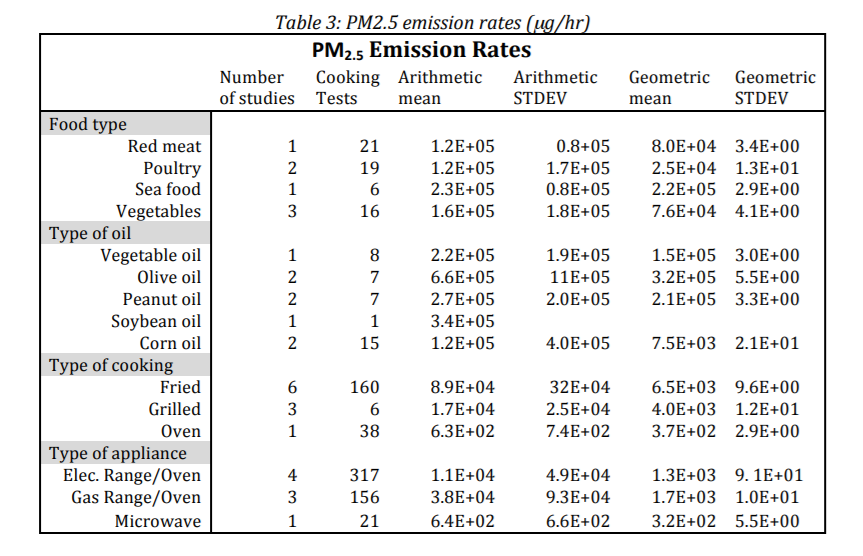 Table 3: PM2.5 emission rates (µg/hr)
PM2.5 Emission Rates
Number Cooking Arithmetic Arithmetic Geometric Geometric
of studies Tests mean STDEV mean STDEV
Food type
Red meat 1 21 1.2E+05 0.8+05 8.0E+04 3.4E+00
Poultry 2 19 1.2E+05 1.7E+05 2.5E+04 1.3E+01
Sea food 1 6 2.3E+05 0.8E+05 2.2E+05 2.9E+00
Vegetables 3 16 1.6E+05 1.8E+05 7.6E+04 4.1E+00
Type of oil
Vegetable oil 1 8 2.2E+05 1.9E+05 1.5E+05 3.0E+00
Olive oil 2 7 6.6E+05 11E+05 3.2E+05 5.5E+00
Peanut oil 2 7 2.7E+05 2.0E+05 2.1E+05 3.3E+00
Soybean oil 1 1 3.4E+05
Corn oil 2 15 1.2E+05 4.0E+05 7.5E+03 2.1E+01
Type of cooking
Fried 6 160 8.9E+04 32E+04 6.5E+03 9.6E+00
Grilled 3 6 1.7E+04 2.5E+04 4.0E+03 1.2E+01
Oven 1 38 6.3E+02 7.4E+02 3.7E+02 2.9E+00
Type of appliance
Elec. Range/Oven 4 317 1.1E+04 4.9E+04 1.3E+03 9. 1E+01
Gas Range/Oven 3 156 3.8E+04 9.3E+04 1.7E+03 1.0E+01
Microwave 1 21 6.4E+02 6.6E+02 3.2E+02 5.5E+00